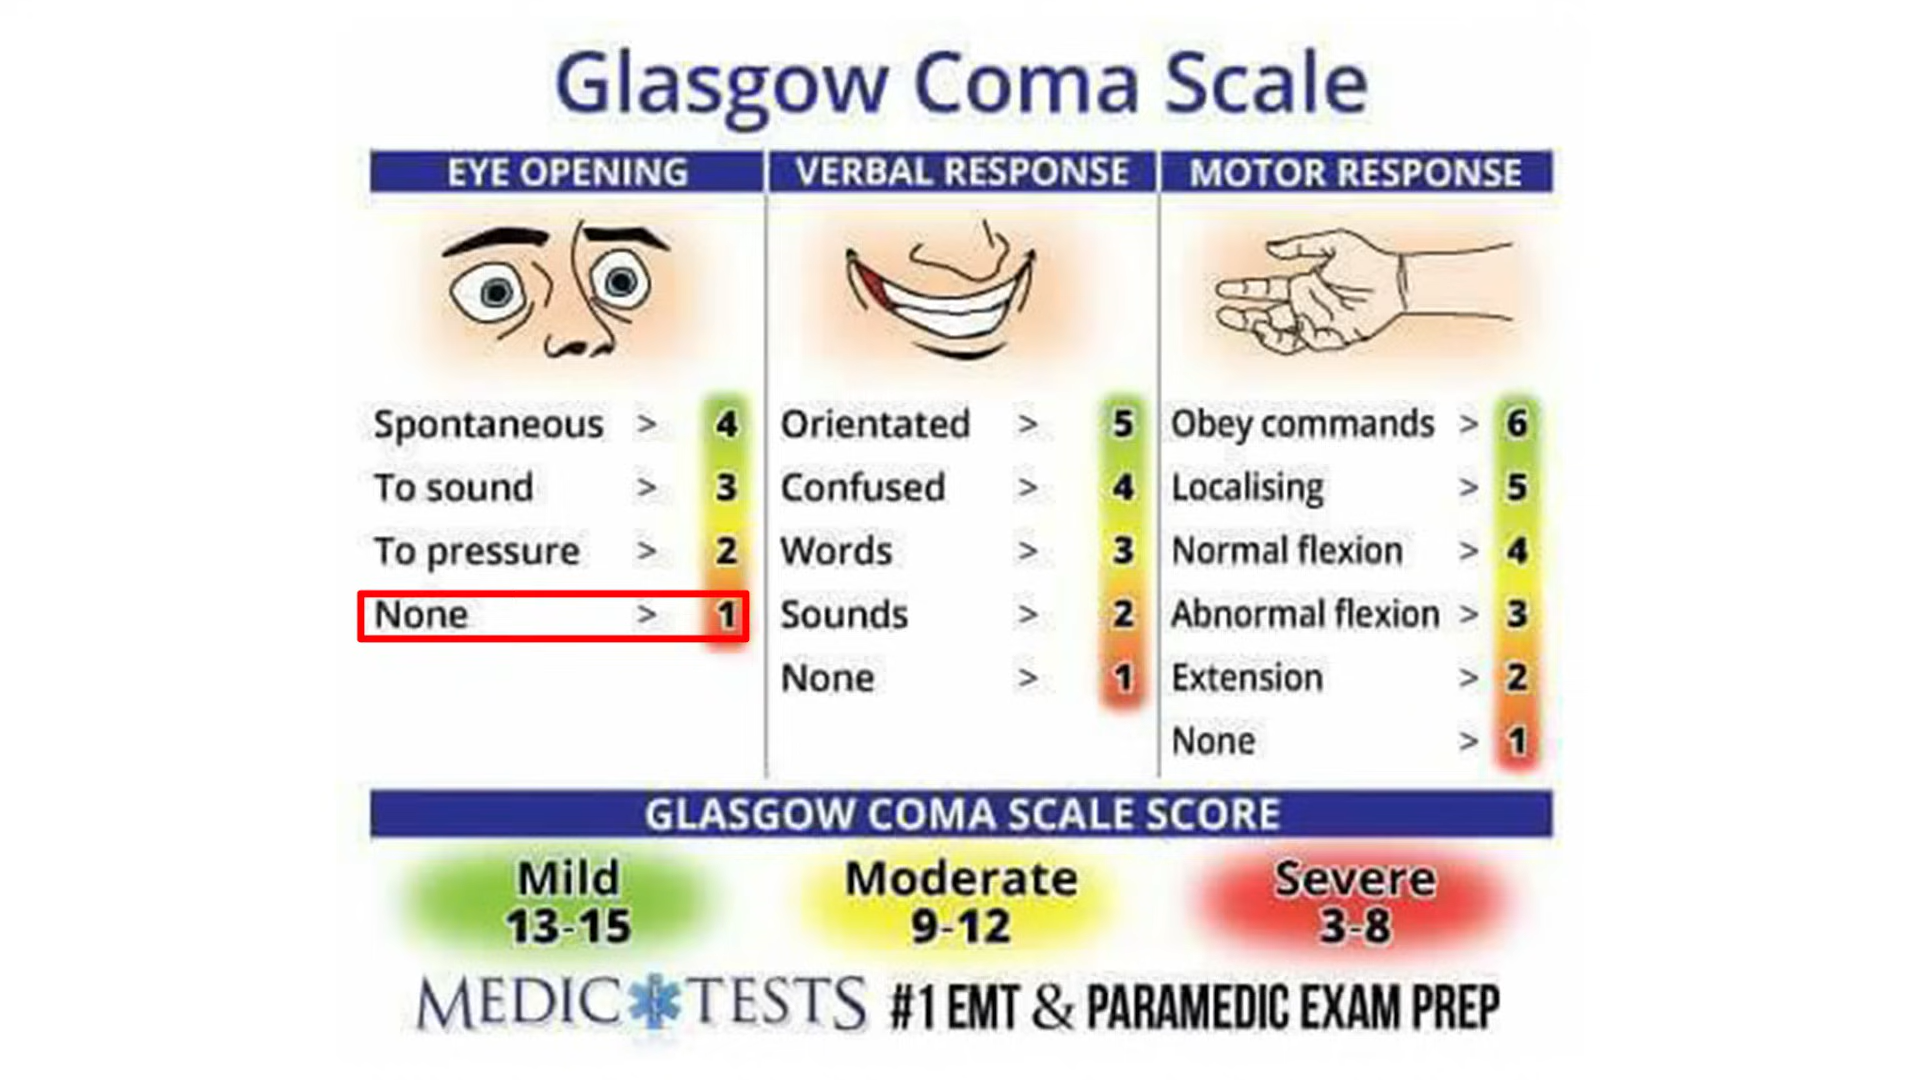 Glasgow Coma Scale
EYE OPENING
Spontaneous > 4
To sound > 3
To pressure > 2
None > 1
VERBAL RESPONSE
Orientated > 5
Confused > 4
Words > 3
Sounds > 2
None > 1
MOTOR RESPONSE
Obey commands > 6
Localising > 5
Normal flexion > 4
Abnormal flexion > 3
Extension > 2
None > 1
GLASGOW COMA SCALE SCORE
Mild
13-15
Moderate
9-12
Severe
3-8
MEDIC TESTS #1 EMT & PARAMEDIC EXAM PREP